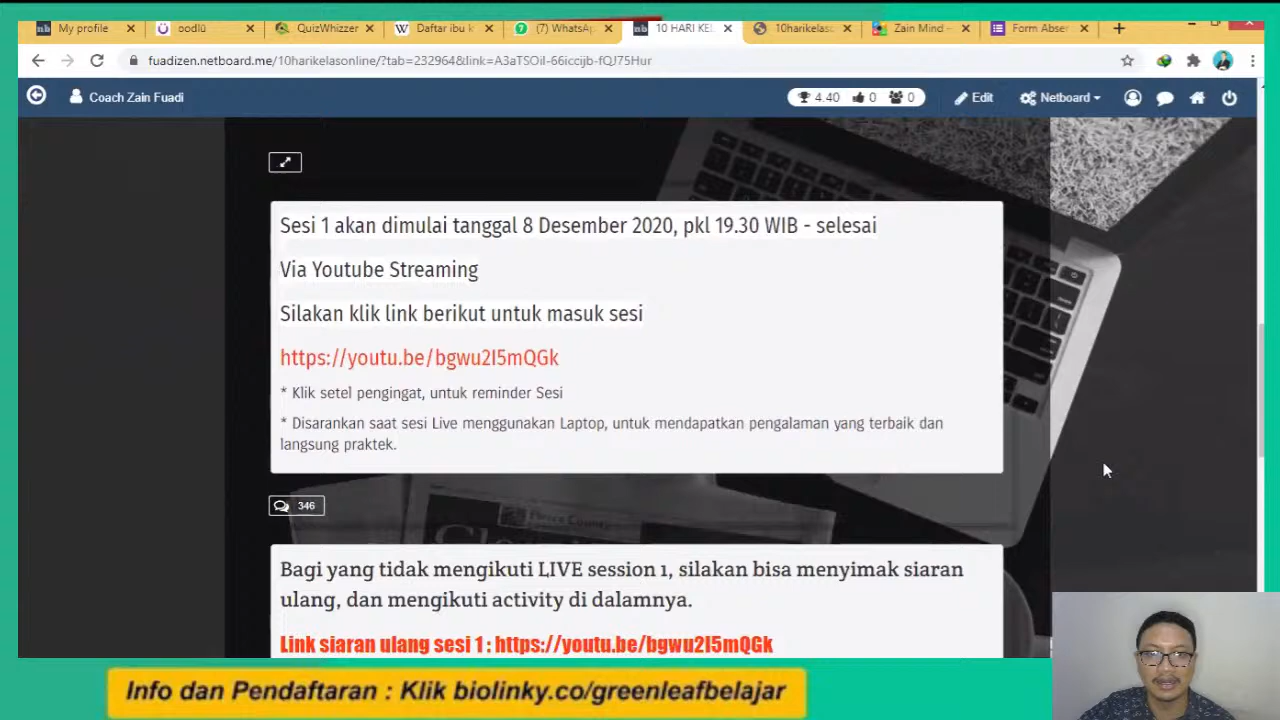 My profile
oodlü
QuizWhizzer
Daftar ibu k
(7) WhatsAp
10 HARI KEL
10harikelaso
Zain Mind -
Form Absen
fuadizen.netboard.me/10harikelasonline/?tab=232964&link=A3aTSOiI-66iccijb-fQJ75Hur
Coach Zain Fuadi
4.40
0
0
Edit
Netboard
Sesi 1 akan dimulai tanggal 8 Desember 2020, pkl 19.30 WIB - selesai
Via Youtube Streaming
Silakan klik link berikut untuk masuk sesi
https://youtu.be/bgwu2I5mQGk
* Klik setel pengingat, untuk reminder Sesi
* Disarankan saat sesi Live menggunakan Laptop, untuk mendapatkan pengalaman yang terbaik dan
langsung praktek.
346
Bagi yang tidak mengikuti LIVE session 1, silakan bisa menyimak siaran
ulang, dan mengikuti activity di dalamnya.
Link siaran ulang sesi 1 : https://youtu.be/bgwu2I5mQGk
Info dan Pendaftaran : Klik biolinky.co/greenleafbelajar